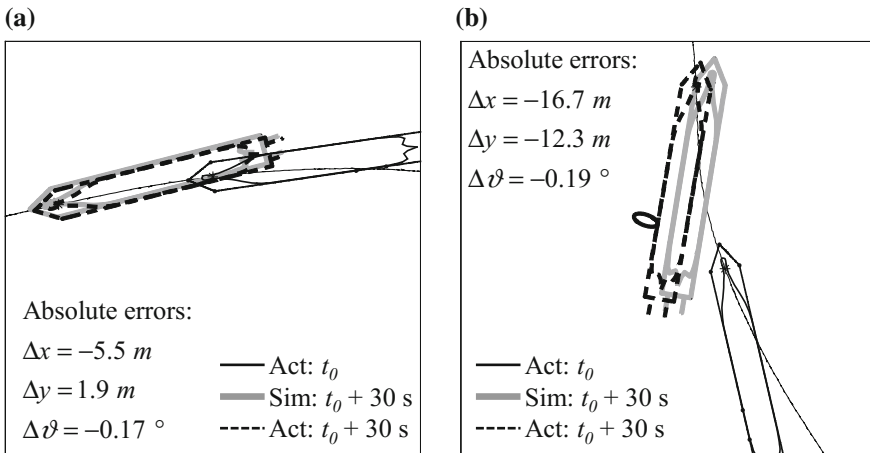 (a)
Absolute errors:
Δx = −5.5 m
Δy = 1.9 m
Δϑ = −0.17 °
Act: t₀
Sim: t₀ + 30 s
Act: t₀ + 30 s
(b)
Absolute errors:
Δx = −16.7 m
Δy = −12.3 m
Δϑ = −0.19 °
Act: t₀
Sim: t₀ + 30 s
Act: t₀ + 30 s